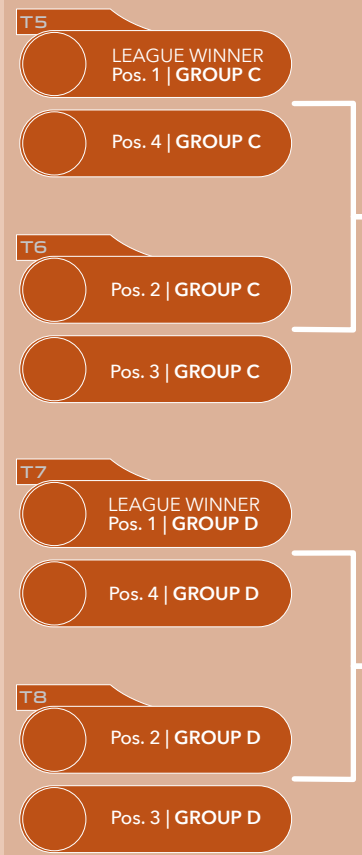 T5
LEAGUE WINNER
Pos. 1 | GROUP C
Pos. 4 | GROUP C
T6
Pos. 2 | GROUP C
Pos. 3 | GROUP C
T7
LEAGUE WINNER
Pos. 1 | GROUP D
Pos. 4 | GROUP D
T8
Pos. 2 | GROUP D
Pos. 3 | GROUP D